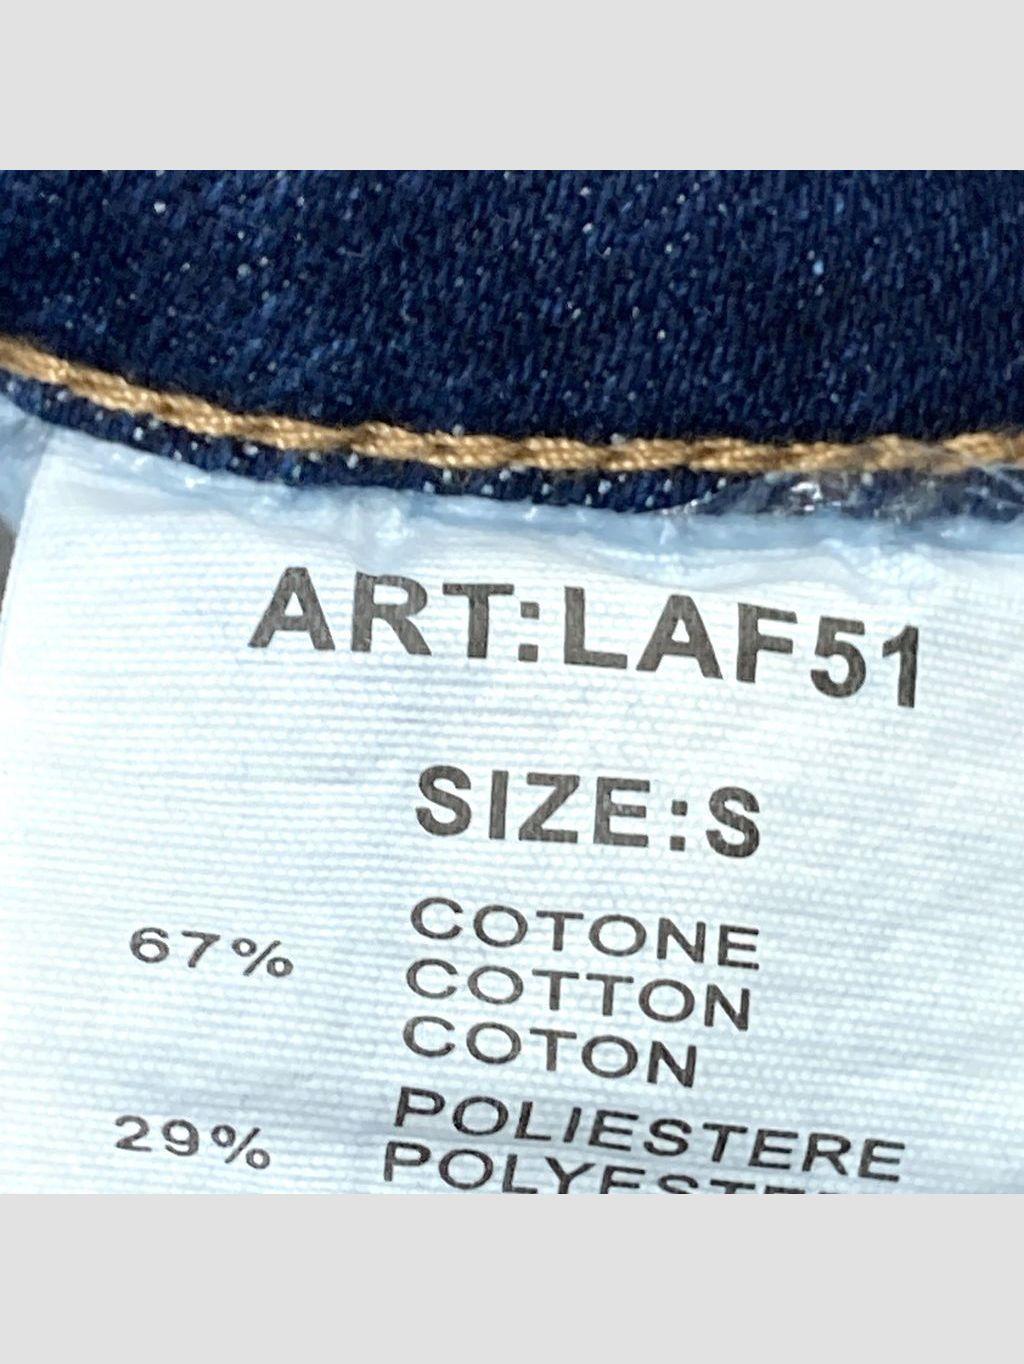 ART:LAF51
SIZE:S
67% COTONE
COTTON
COTON
29% POLIESTERE